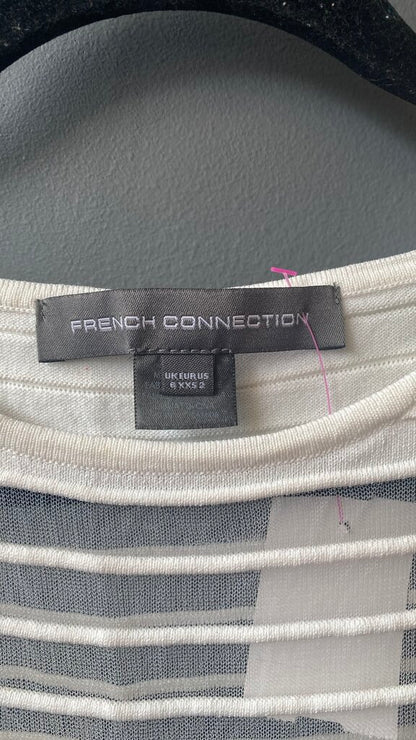 FRENCH CONNECTION
UK EUR US
6 XXS 2